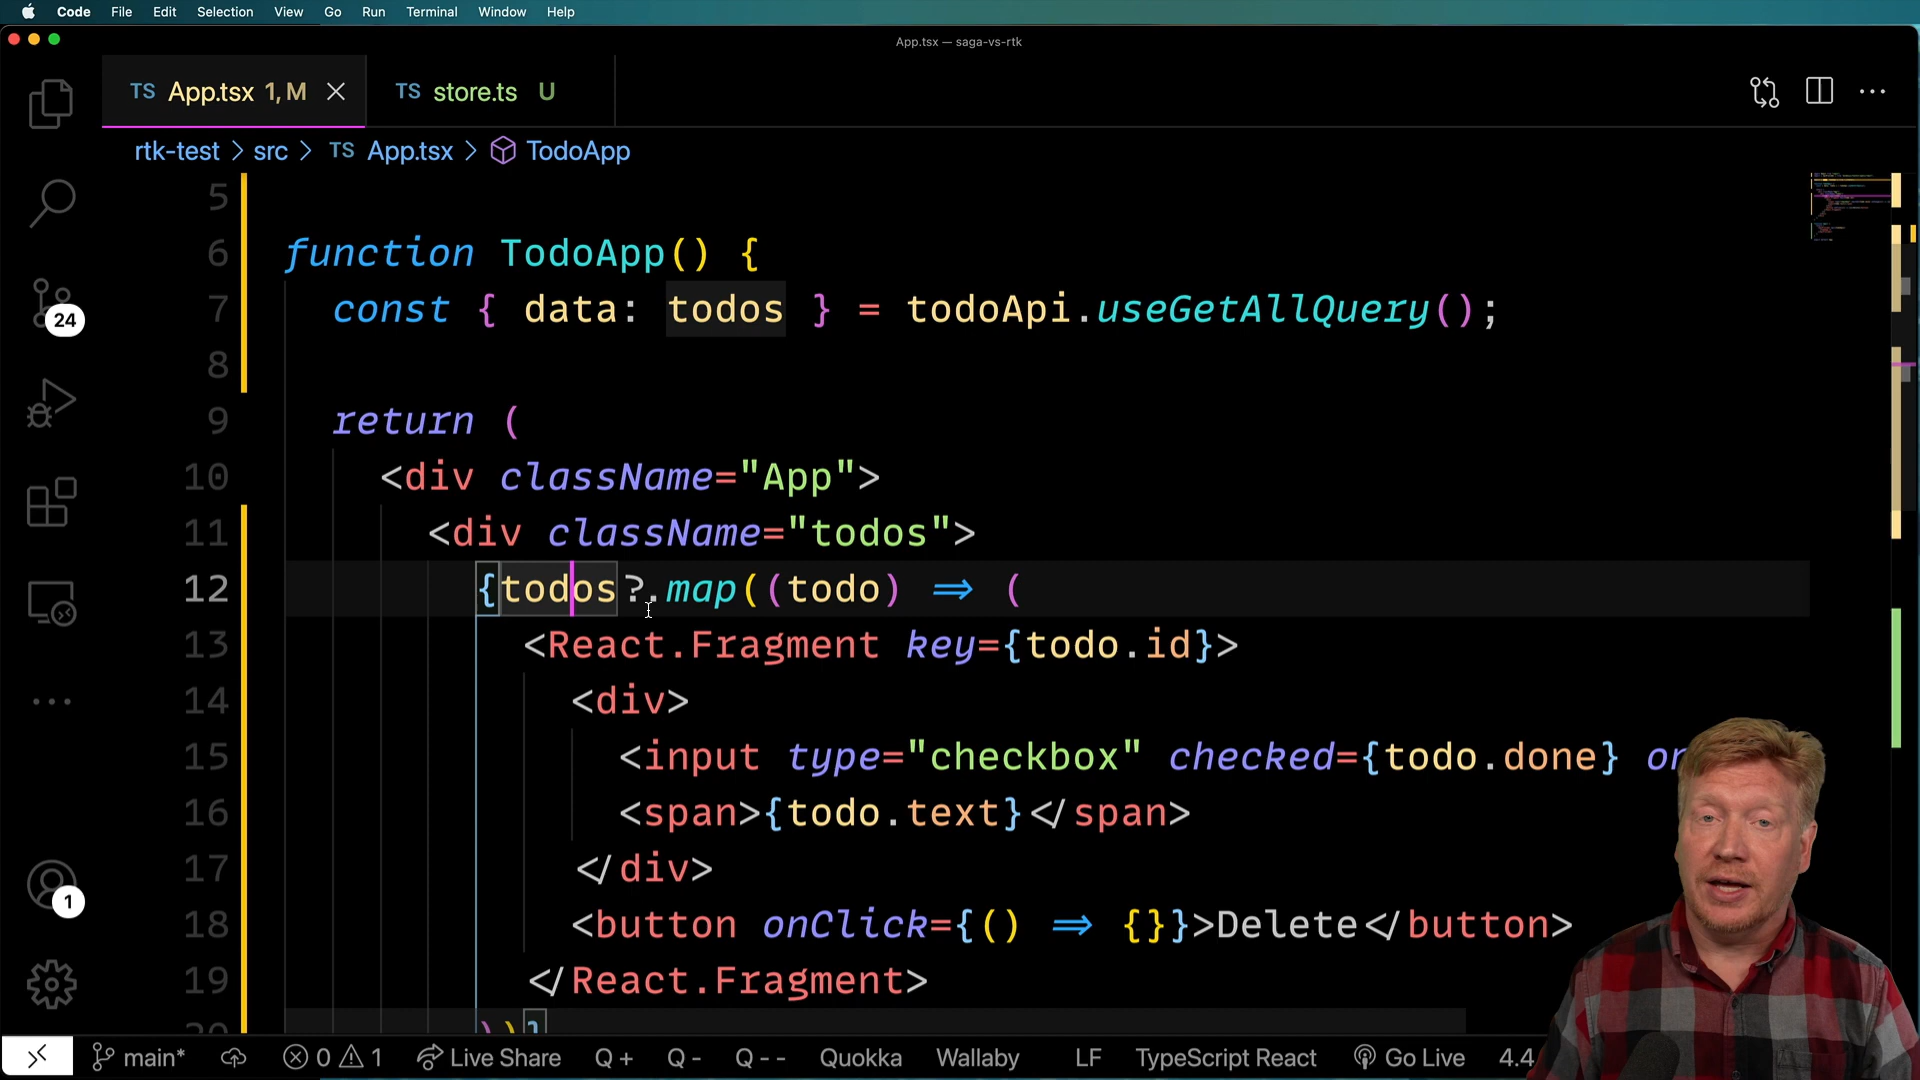 Code File Edit Selection View Go Run Terminal Window Help
App.tsx — saga-vs-rtk
TS App.tsx 1, M
TS store.ts U
rtk-test > src > TS App.tsx > TodoApp
5
6 function TodoApp() {
7 const { data: todos } = todoApi.useGetAllQuery();
8
9 return (
10 <div className="App">
11 <div className="todos">
12 {todos?.map((todo) => (
13 <React.Fragment key={todo.id}>
14 <div>
15 <input type="checkbox" checked={todo.done}
16 <span>{todo.text}</span>
17 </div>
18 <button onClick={() => {}}>Delete</button>
19 </React.Fragment>
20 ))}
24
1
main* 0 1 Live Share Q + Q - Q - - Quokka Wallaby LF TypeScript React Go Live 4.4